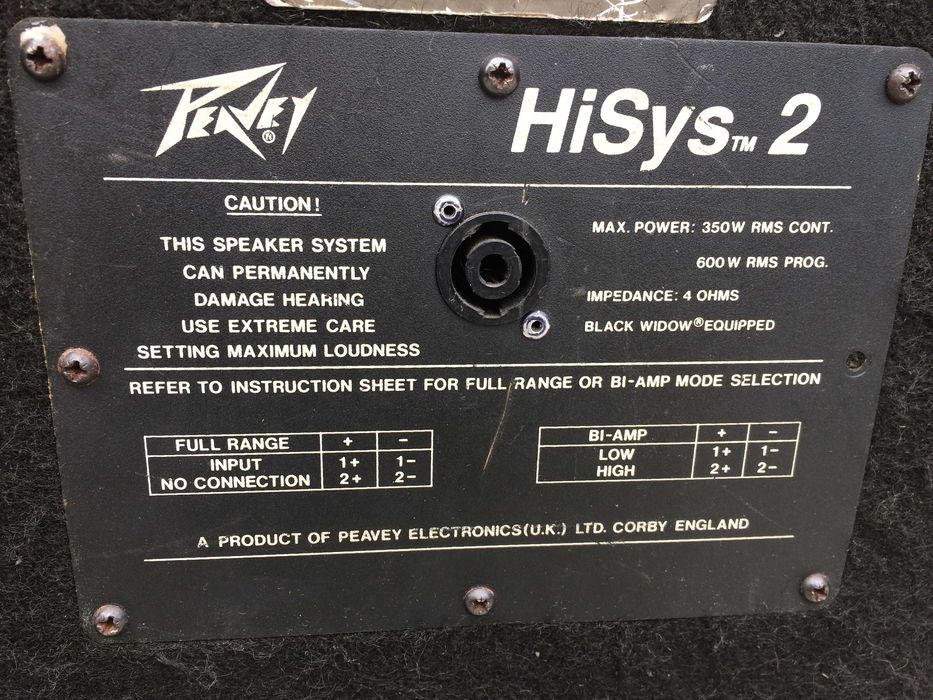 PEAVEY®
HiSys™ 2
CAUTION!
THIS SPEAKER SYSTEM
CAN PERMANENTLY
DAMAGE HEARING
USE EXTREME CARE
SETTING MAXIMUM LOUDNESS
MAX. POWER: 350W RMS CONT.
600W RMS PROG.
IMPEDANCE: 4 OHMS
BLACK WIDOW® EQUIPPED
REFER TO INSTRUCTION SHEET FOR FULL RANGE OR BI-AMP MODE SELECTION
FULL RANGE + −
INPUT 1+ 1−
NO CONNECTION 2+ 2−
BI-AMP + −
LOW 1+ 1−
HIGH 2+ 2−
A PRODUCT OF PEAVEY ELECTRONICS (U.K.) LTD. CORBY ENGLAND